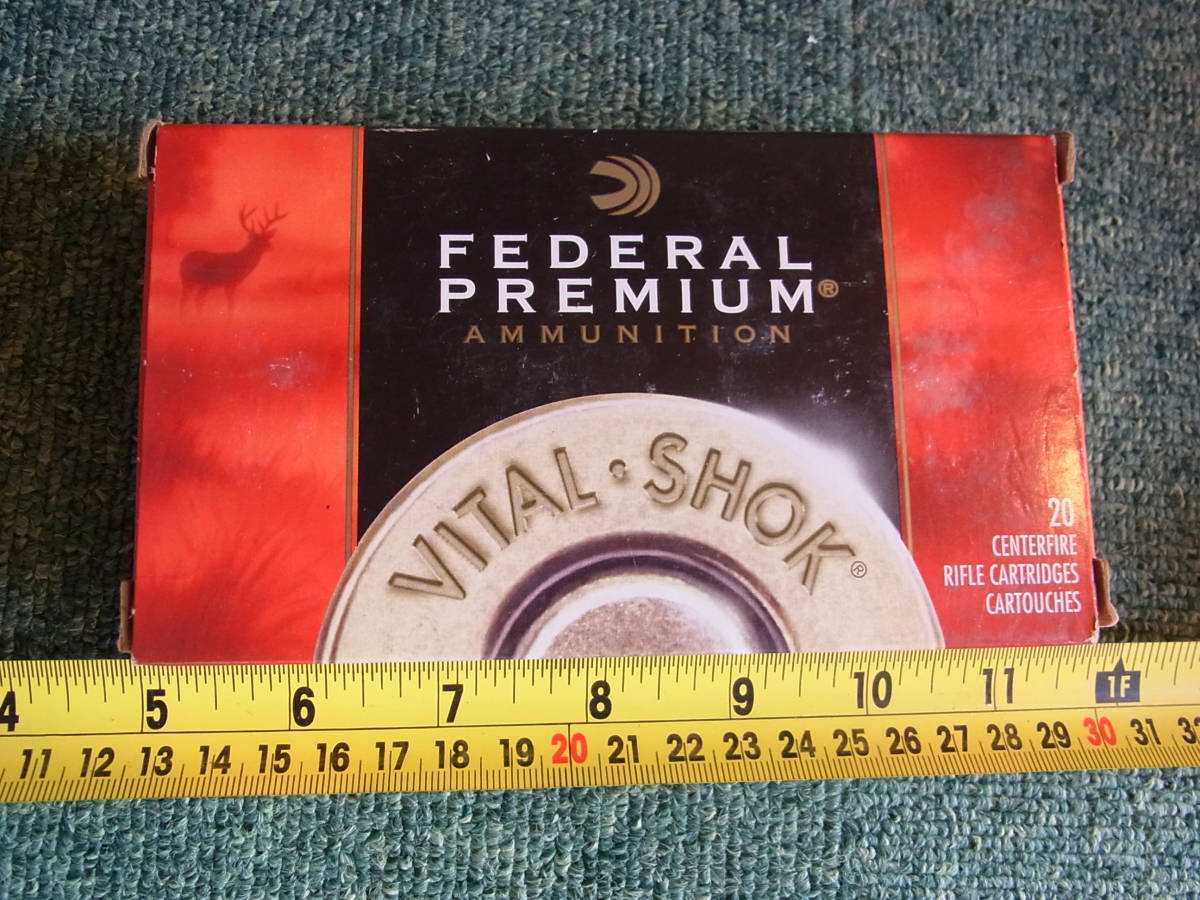 FEDERAL
PREMIUM®
AMMUNITION
VITAL·SHOK®
20
CENTERFIRE
RIFLE CARTRIDGES
CARTOUCHES
4 5 6 7 8 9 10 11 1F
11 12 13 14 15 16 17 18 19 20 21 22 23 24 25 26 27 28 29 30 31